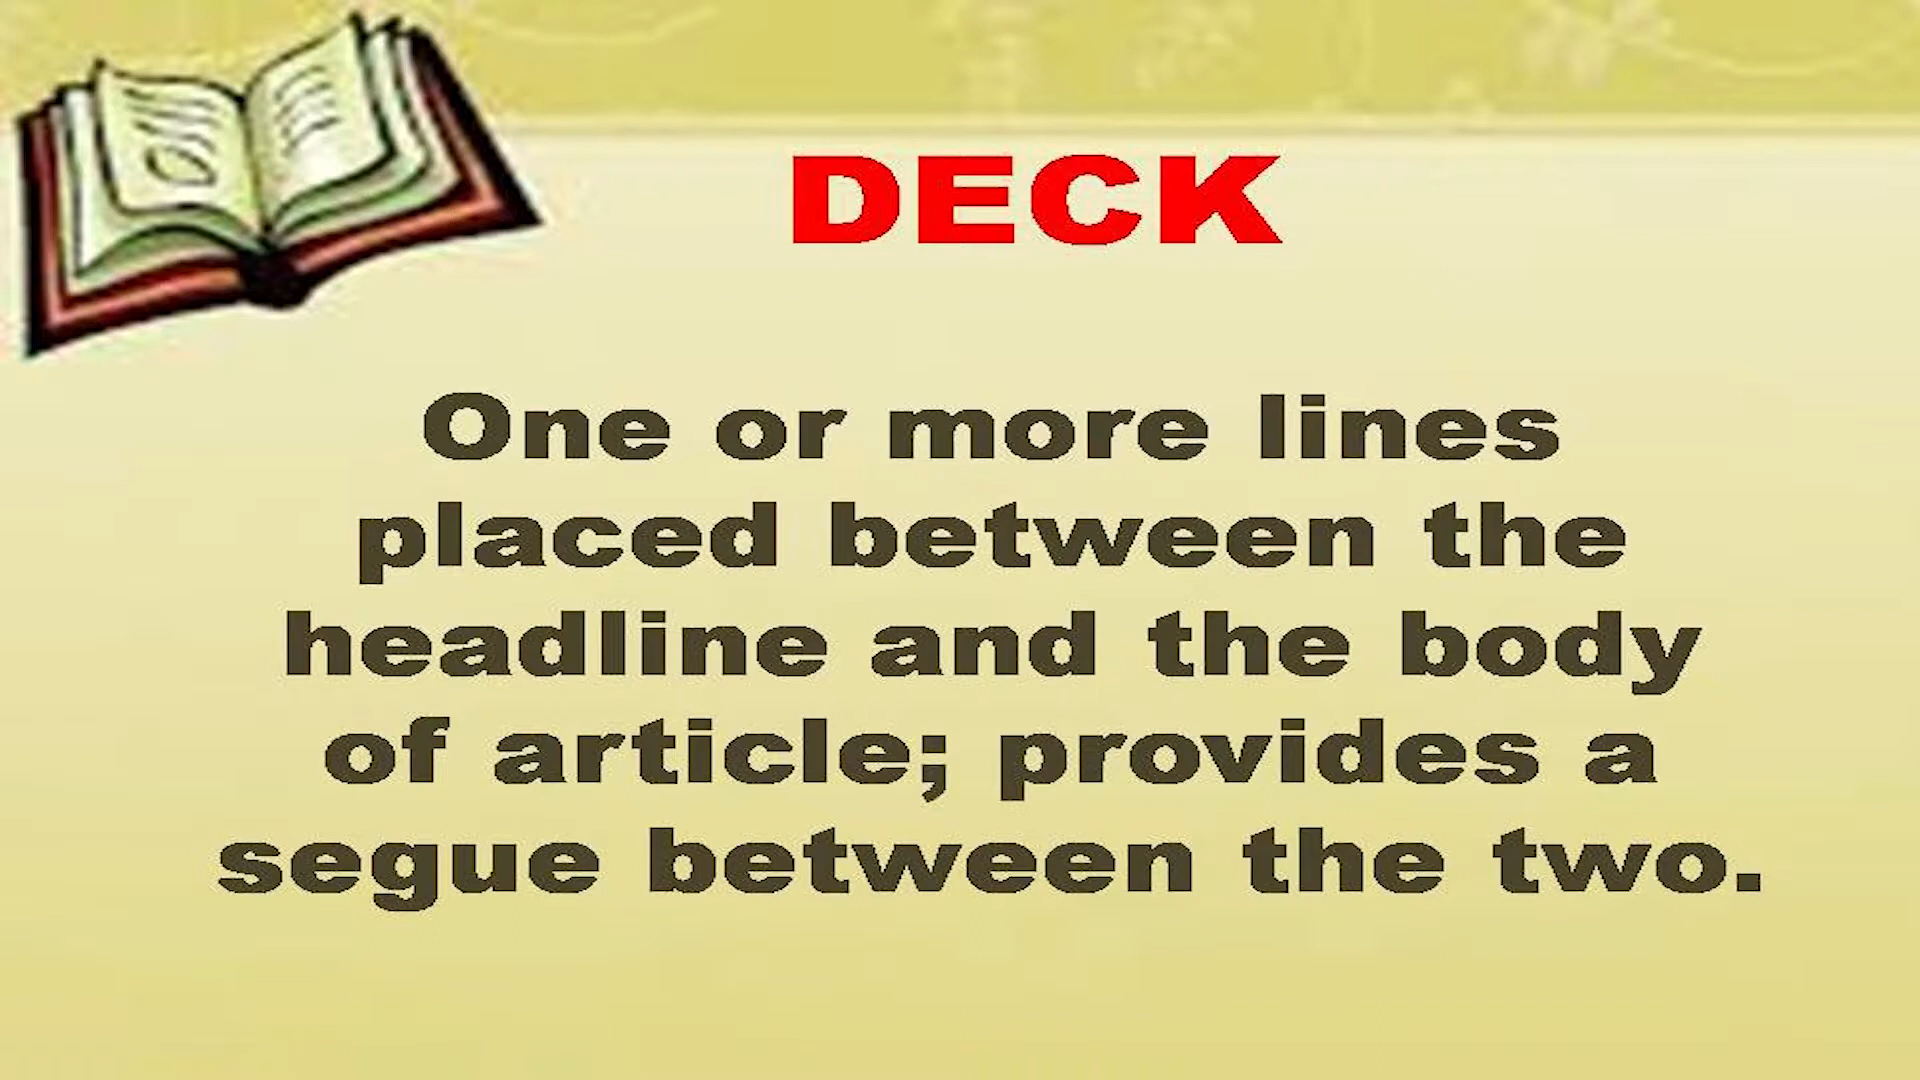 DECK
One or more lines
placed between the
headline and the body
of article; provides a
segue between the two.